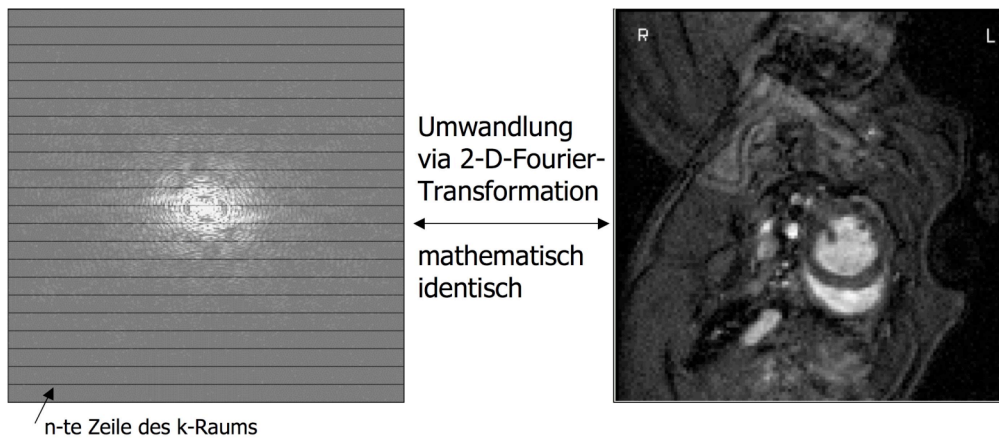 Umwandlung
via 2-D-Fourier-
Transformation
mathematisch
identisch
R
L
n-te Zeile des k-Raums